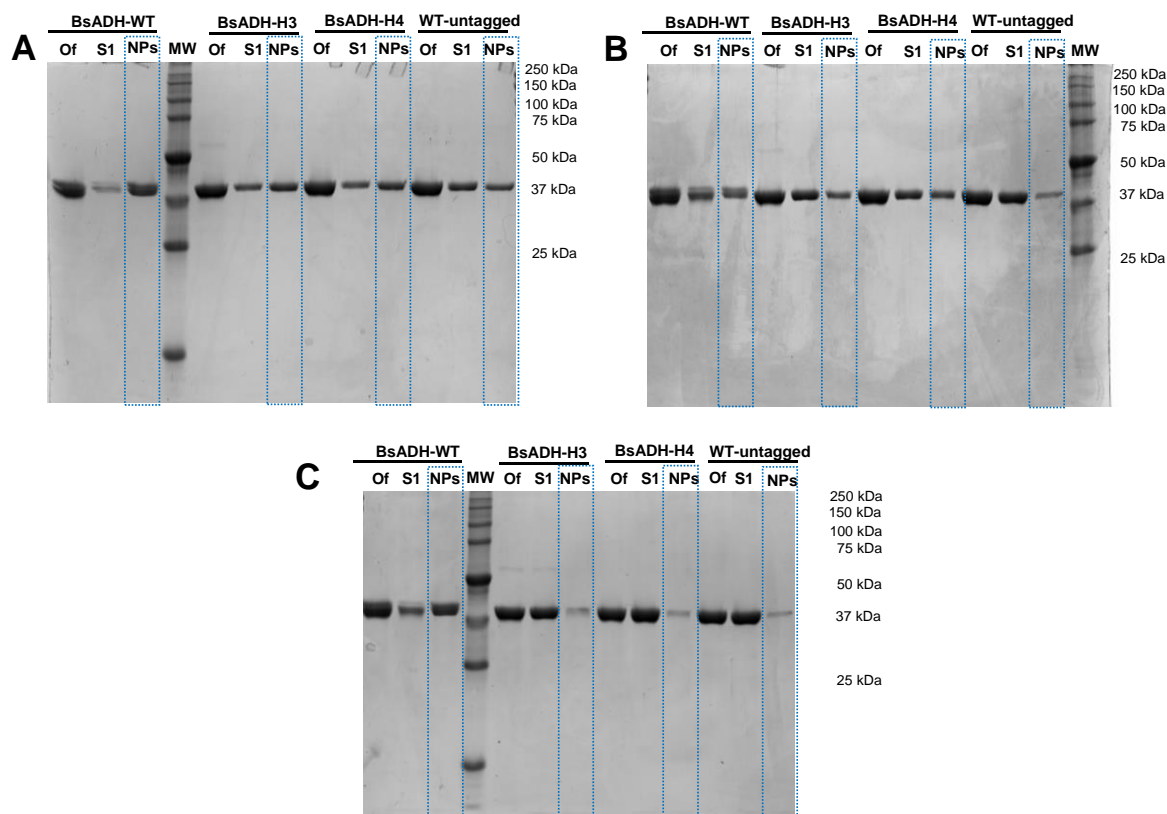 A
BsADH-WT BsADH-H3 BsADH-H4 WT-untagged
Of S1 NPs MW Of S1 NPs Of S1 NPs Of S1 NPs
250 kDa
150 kDa
100 kDa
75 kDa
50 kDa
37 kDa
25 kDa
B
BsADH-WT BsADH-H3 BsADH-H4 WT-untagged
Of S1 NPs Of S1 NPs Of S1 NPs Of S1 NPs MW
250 kDa
150 kDa
100 kDa
75 kDa
50 kDa
37 kDa
25 kDa
C
BsADH-WT BsADH-H3 BsADH-H4 WT-untagged
Of S1 NPs MW Of S1 NPs Of S1 NPs Of S1 NPs
250 kDa
150 kDa
100 kDa
75 kDa
50 kDa
37 kDa
25 kDa